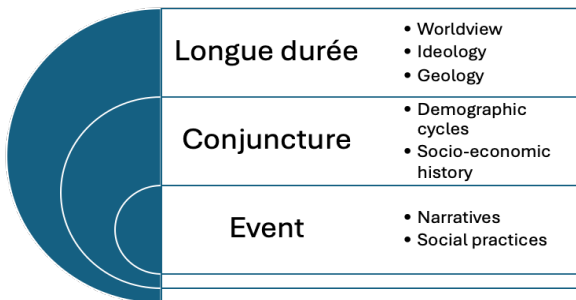 Longue durée
• Worldview
• Ideology
• Geology
Conjuncture
• Demographic
cycles
• Socio-economic
history
Event
• Narratives
• Social practices